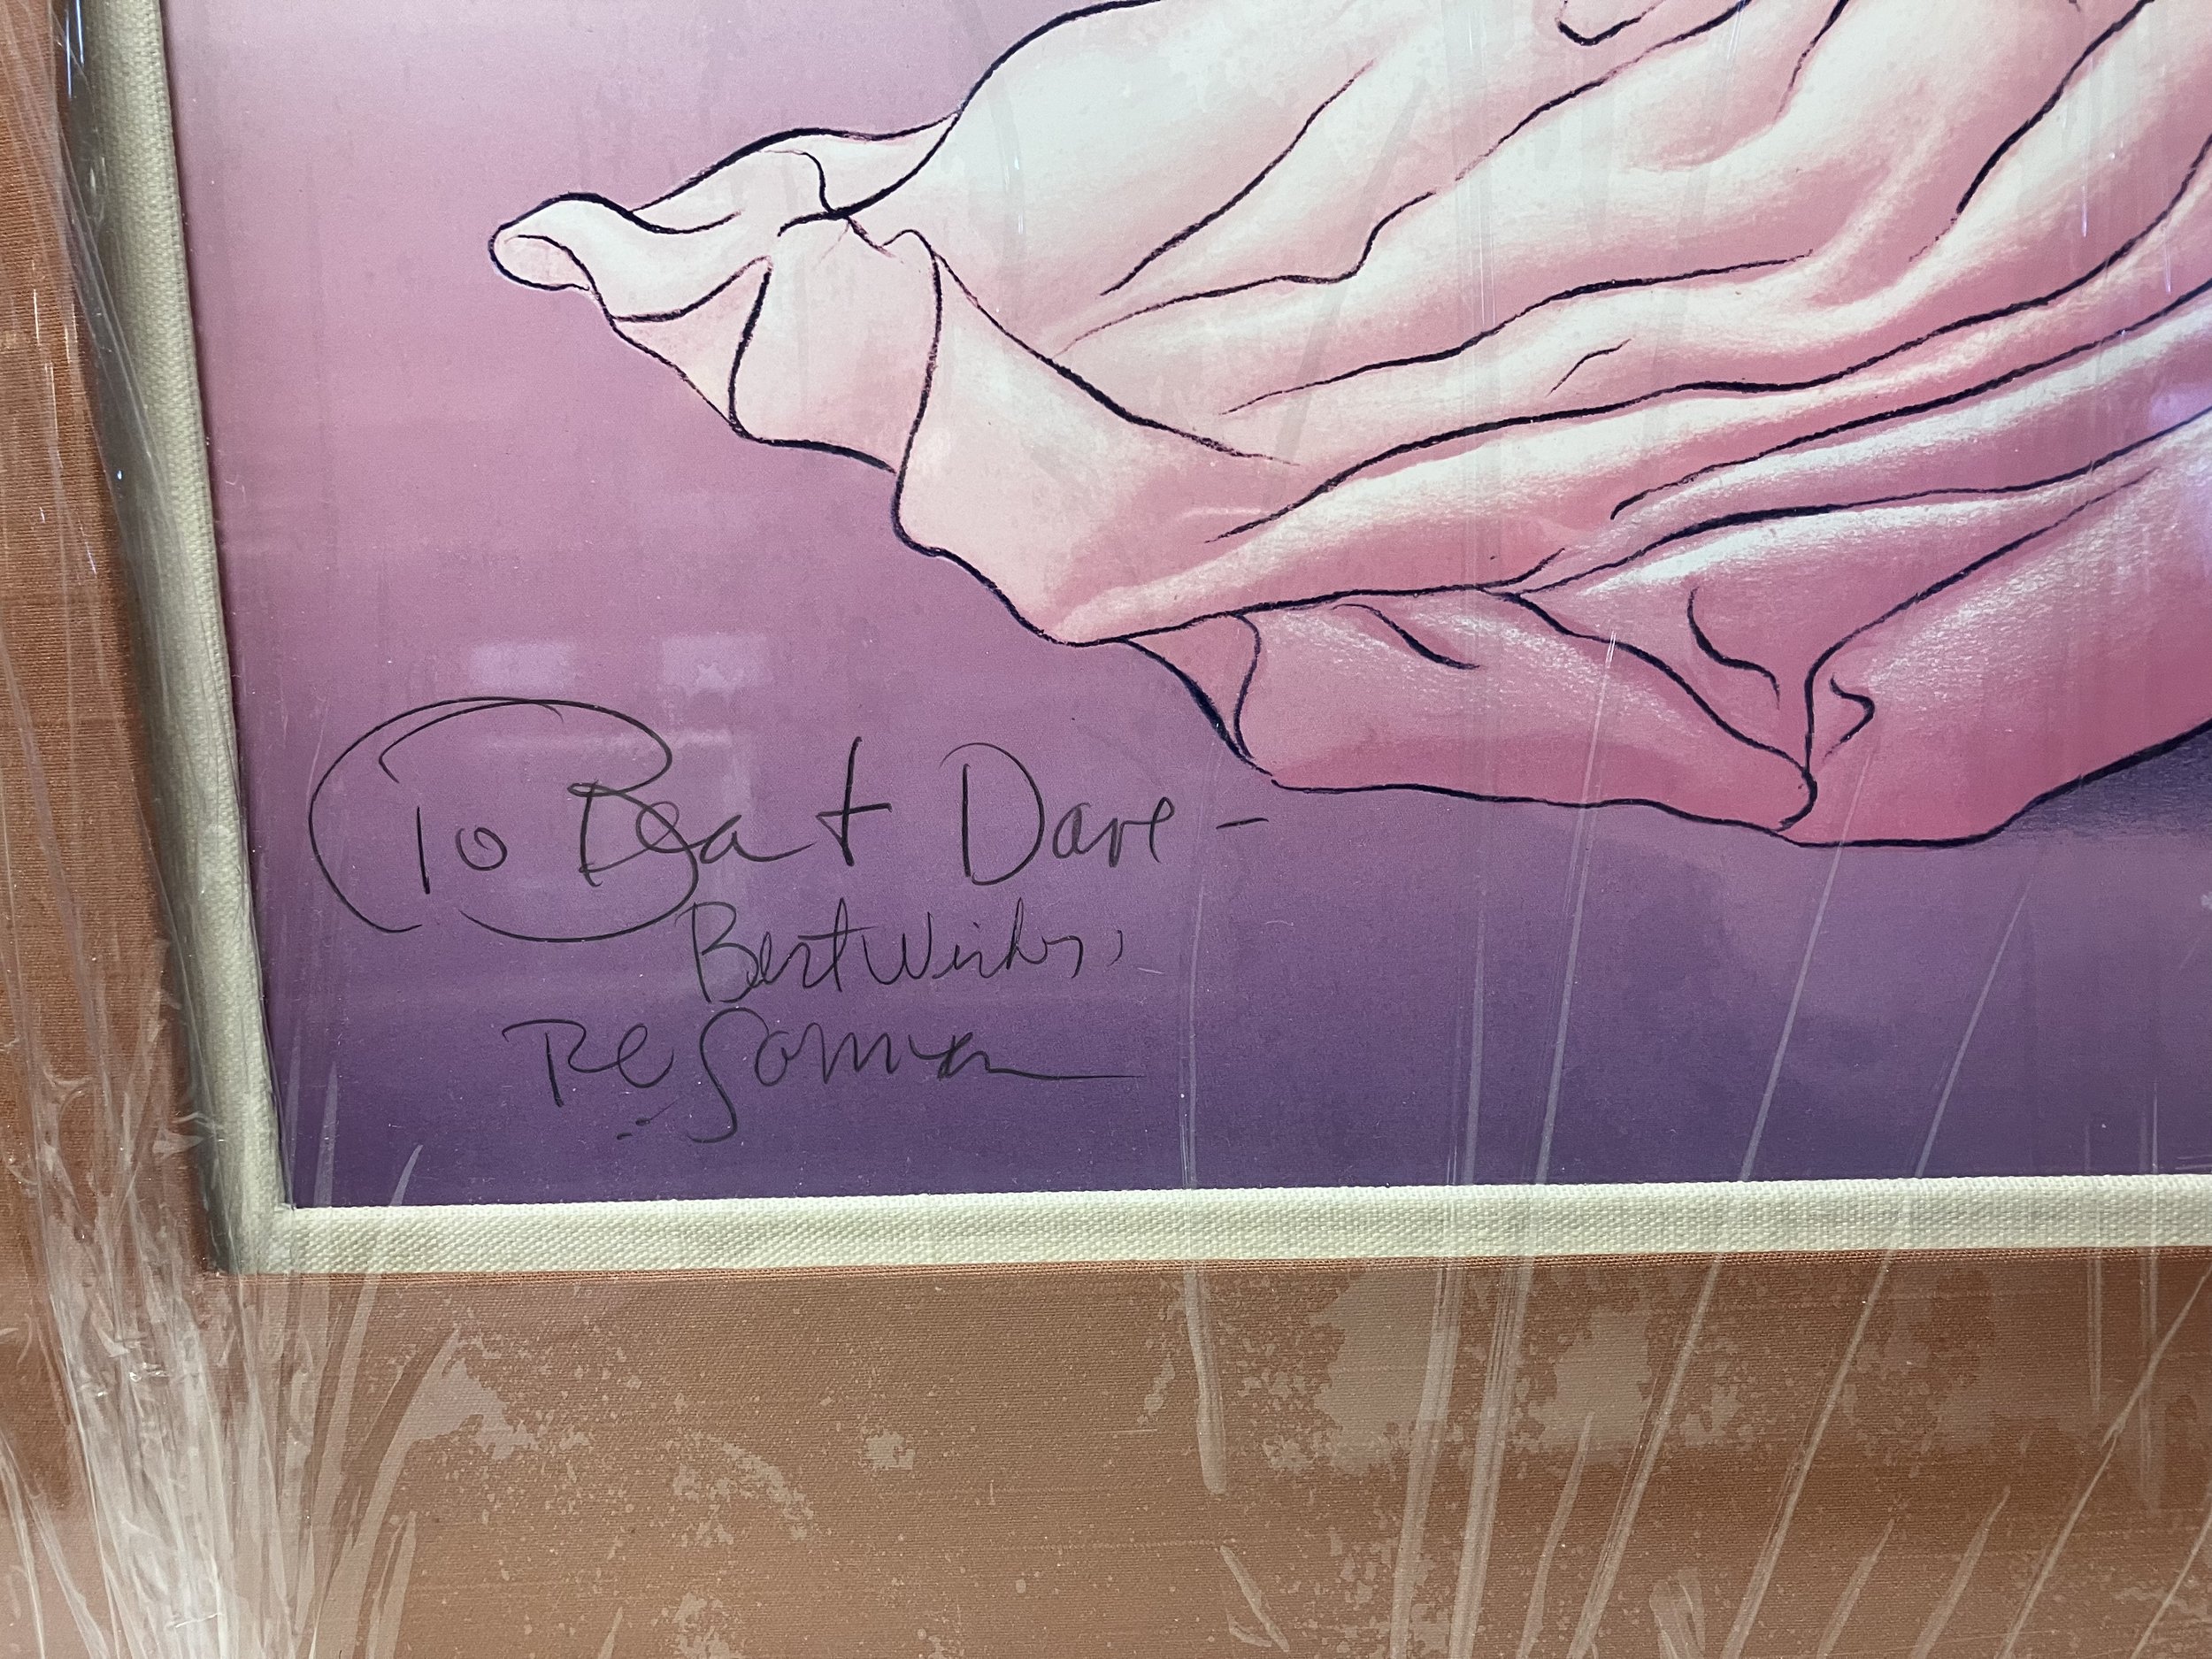 To Bea + Dave -
Best Wishes,
RC Gorman